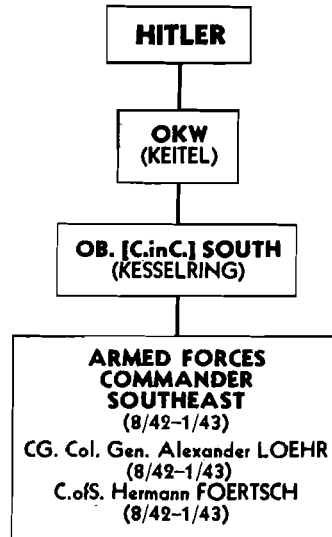 HITLER
OKW
(KEITEL)
OB. [C.inC.] SOUTH
(KESSELRING)
ARMED FORCES
COMMANDER
SOUTHEAST
(8/42–1/43)
CG. Col. Gen. Alexander LOEHR
(8/42–1/43)
C.ofS. Hermann FOERTSCH
(8/42–1/43)